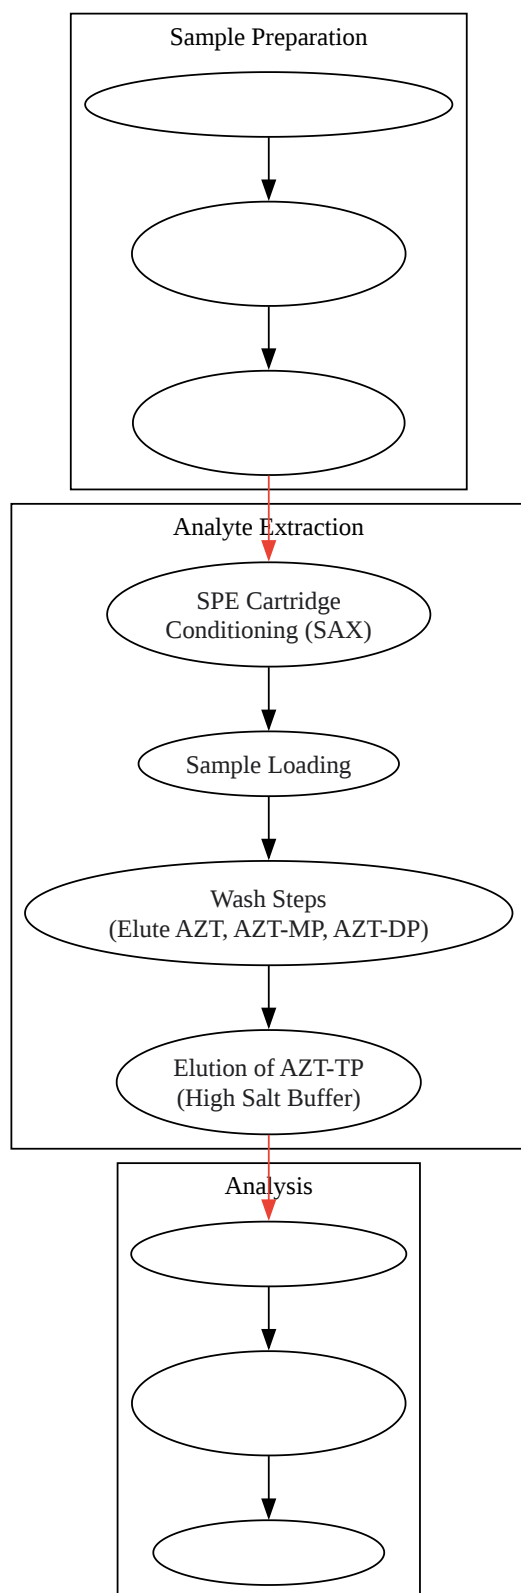 Sample Preparation
Analyte Extraction
SPE Cartridge
Conditioning (SAX)
Sample Loading
Wash Steps
(Elute AZT, AZT-MP, AZT-DP)
Elution of AZT-TP
(High Salt Buffer)
Analysis